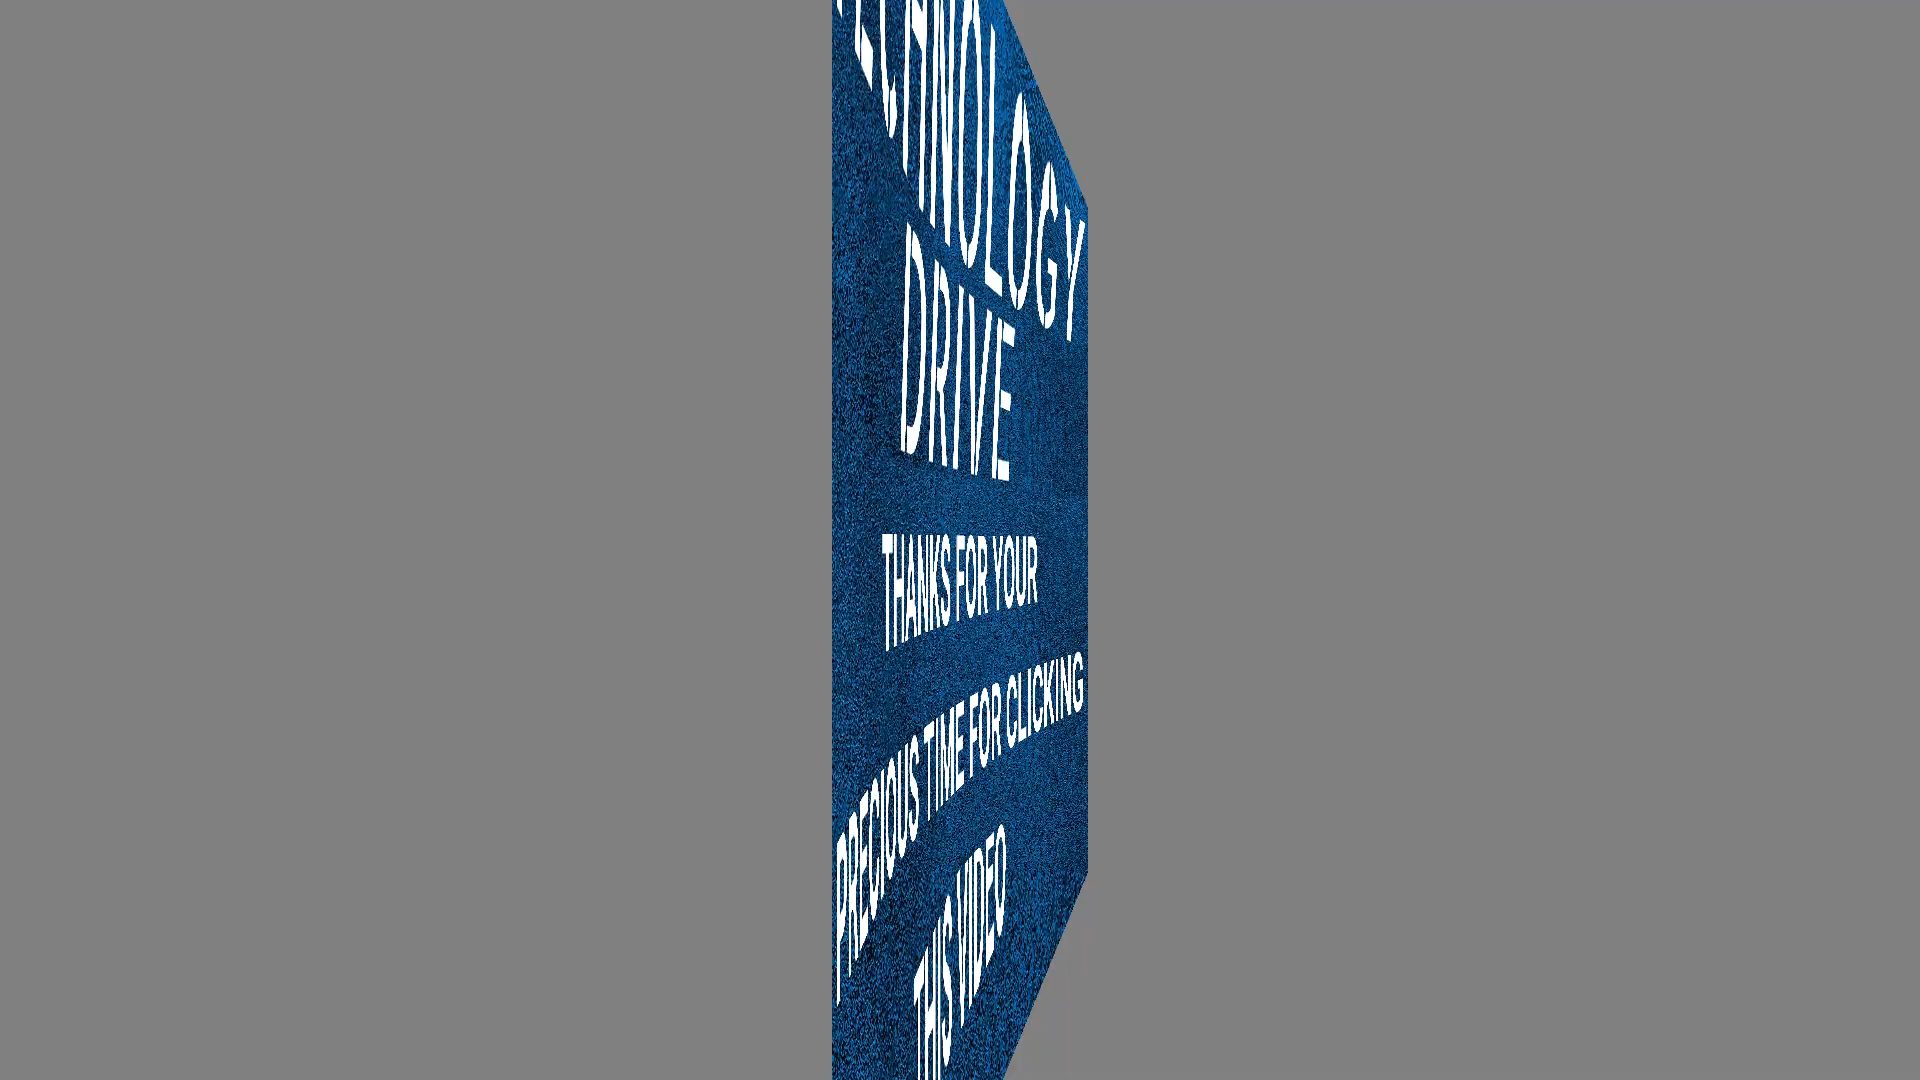 TECHNOLOGY
DRIVE
THANKS FOR YOUR
PRECIOUS TIME FOR CLICKING
THIS VIDEO